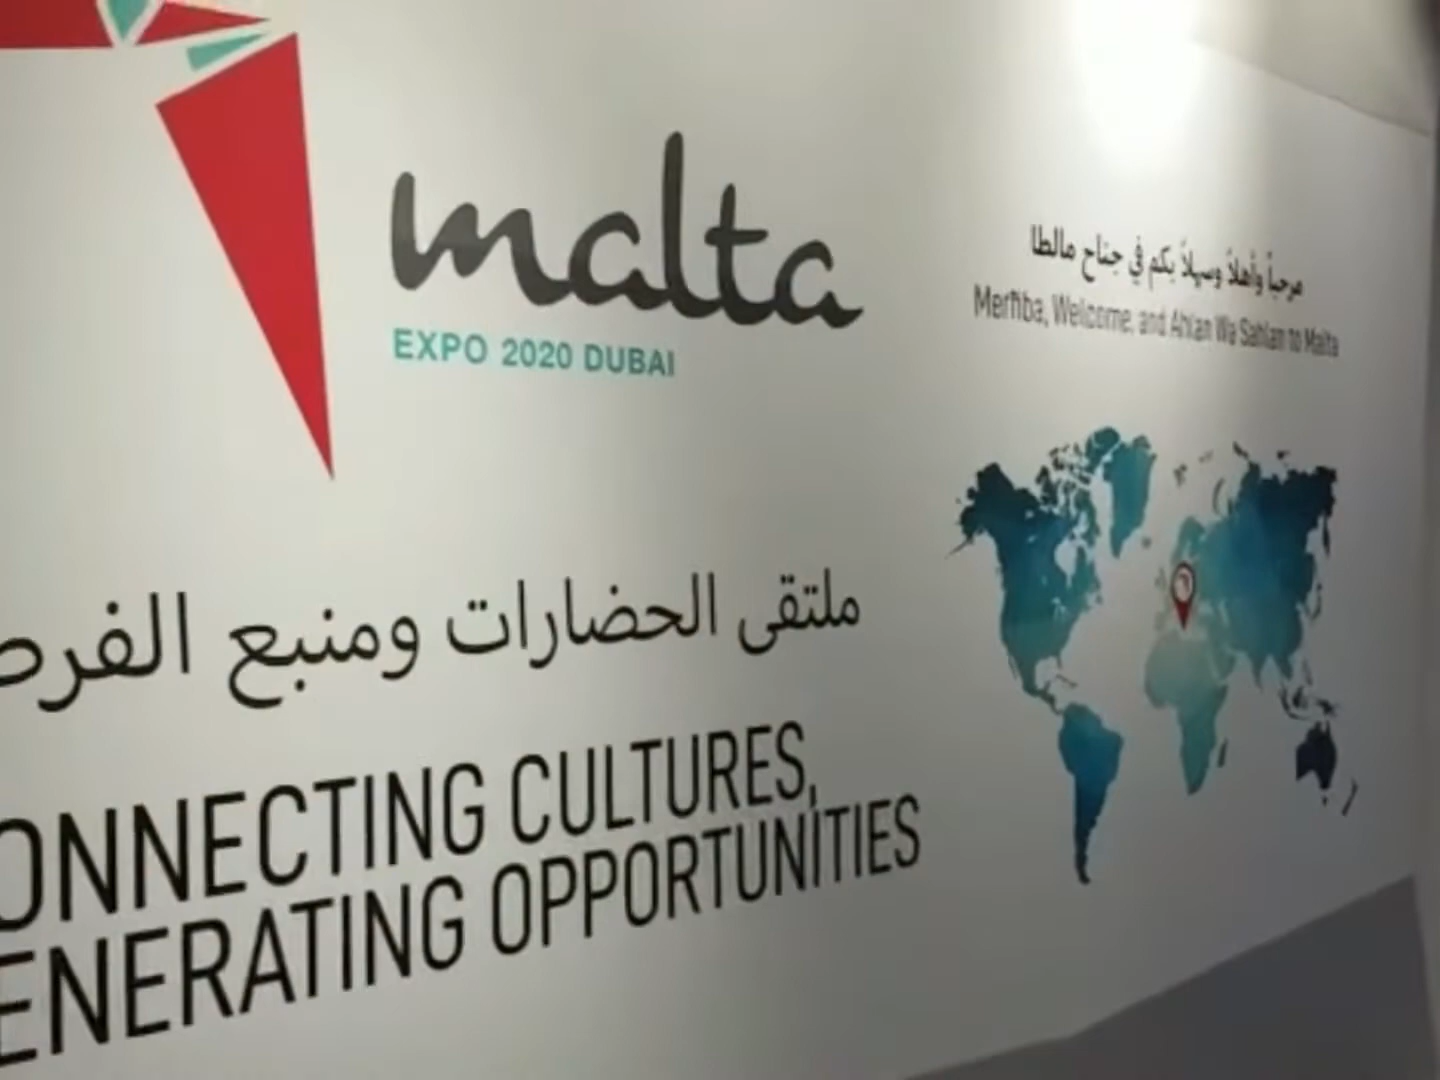 malta
EXPO 2020 DUBAI
مرحباً وأهلاً وسهلاً بكم في جناح مالطا
Merħba, Welcome, and Ahlan Wa Sahlan to Malta
ملتقى الحضارات ومنبع الفرص
ONNECTING CULTURES,
ENERATING OPPORTUNITIES